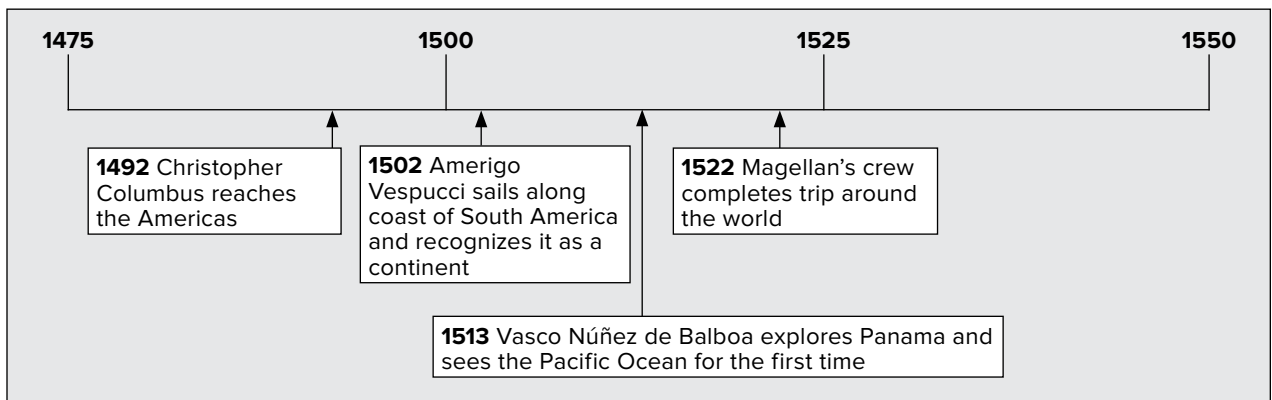 1475
1500
1525
1550
1492 Christopher
Columbus reaches
the Americas
1502 Amerigo
Vespucci sails along
coast of South America
and recognizes it as a
continent
1522 Magellan’s crew
completes trip around
the world
1513 Vasco Núñez de Balboa explores Panama and
sees the Pacific Ocean for the first time